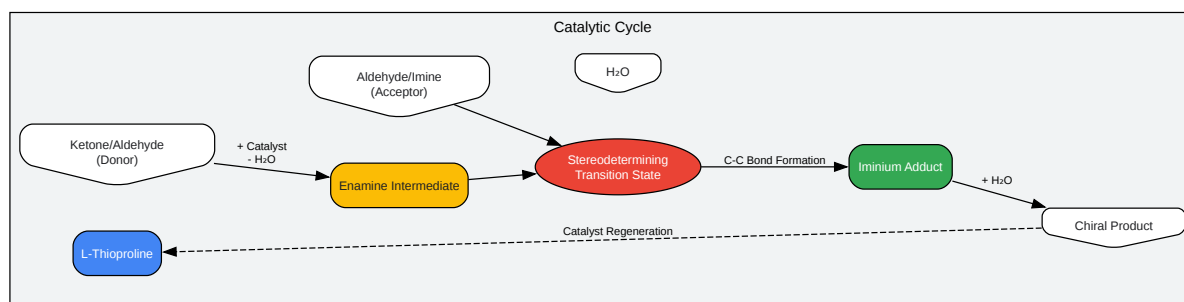 Catalytic Cycle
Aldehyde/Imine
(Acceptor)
H₂O
Ketone/Aldehyde
(Donor)
+ Catalyst
- H₂O
Enamine Intermediate
Stereodetermining
Transition State
C-C Bond Formation
Iminium Adduct
+ H₂O
Chiral Product
Catalyst Regeneration
L-Thioproline